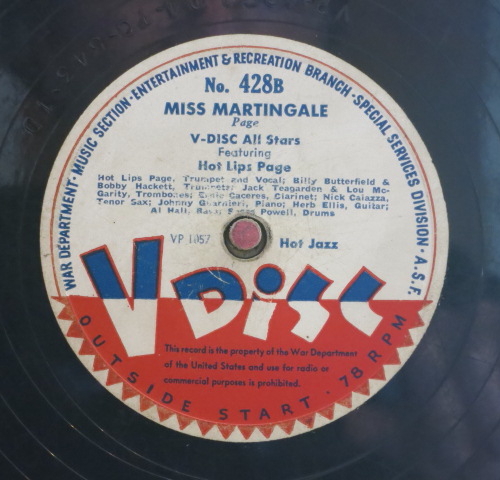 WAR DEPARTMENT·MUSIC SECTION·ENTERTAINMENT & RECREATION BRANCH·SPECIAL SERVICES DIVISION·A.S.F.
No. 428B
MISS MARTINGALE
Page
V-DISC All Stars
Featuring
Hot Lips Page
Hot Lips Page, Trumpet and Vocal; Billy Butterfield &
Bobby Hackett, Trumpets; Jack Teagarden & Lou Mc-
Garity, Trombones; Ernie Caceres, Clarinet; Nick Caiazza,
Tenor Sax; Johnny Guarnieri, Piano; Herb Ellis, Guitar;
Al Hall, Bass; Powell, Drums
VP 1057
Hot Jazz
V DISC
This record is the property of the War Department
of the United States and use for radio or
commercial purposes is prohibited.
OUTSIDE START · 78 RPM